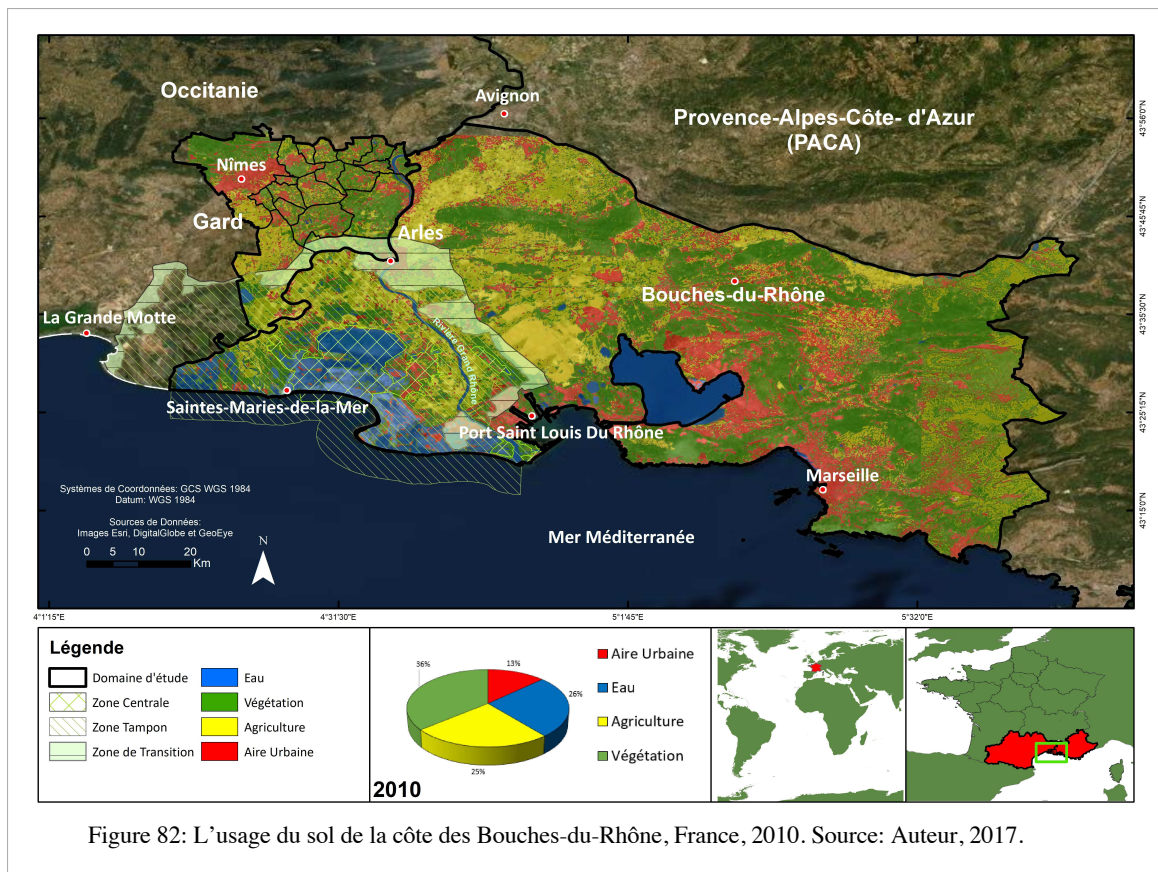 Occitanie
Avignon
Provence-Alpes-Côte- d'Azur
(PACA)
Nîmes
Gard
Arles
Bouches-du-Rhône
La Grande Motte
Rivière Grand Rhône
Saintes-Maries-de-la-Mer
Port Saint Louis Du Rhône
Marseille
Mer Méditerranée
Systèmes de Coordonnées: GCS WGS 1984
Datum: WGS 1984
Sources de Données:
Images Esri, DigitalGlobe et GeoEye
N
0 5 10 20
Km
43°56'0"N
43°45'45"N
43°35'30"N
43°25'15"N
43°15'0"N
4°1'15"E
4°31'30"E
5°1'45"E
5°32'0"E
Légende
Domaine d'étude
Zone Centrale
Zone Tampon
Zone de Transition
Eau
Végétation
Agriculture
Aire Urbaine
36%
13%
26%
25%
2010
Aire Urbaine
Eau
Agriculture
Végétation
Figure 82: L'usage du sol de la côte des Bouches-du-Rhône, France, 2010. Source: Auteur, 2017.